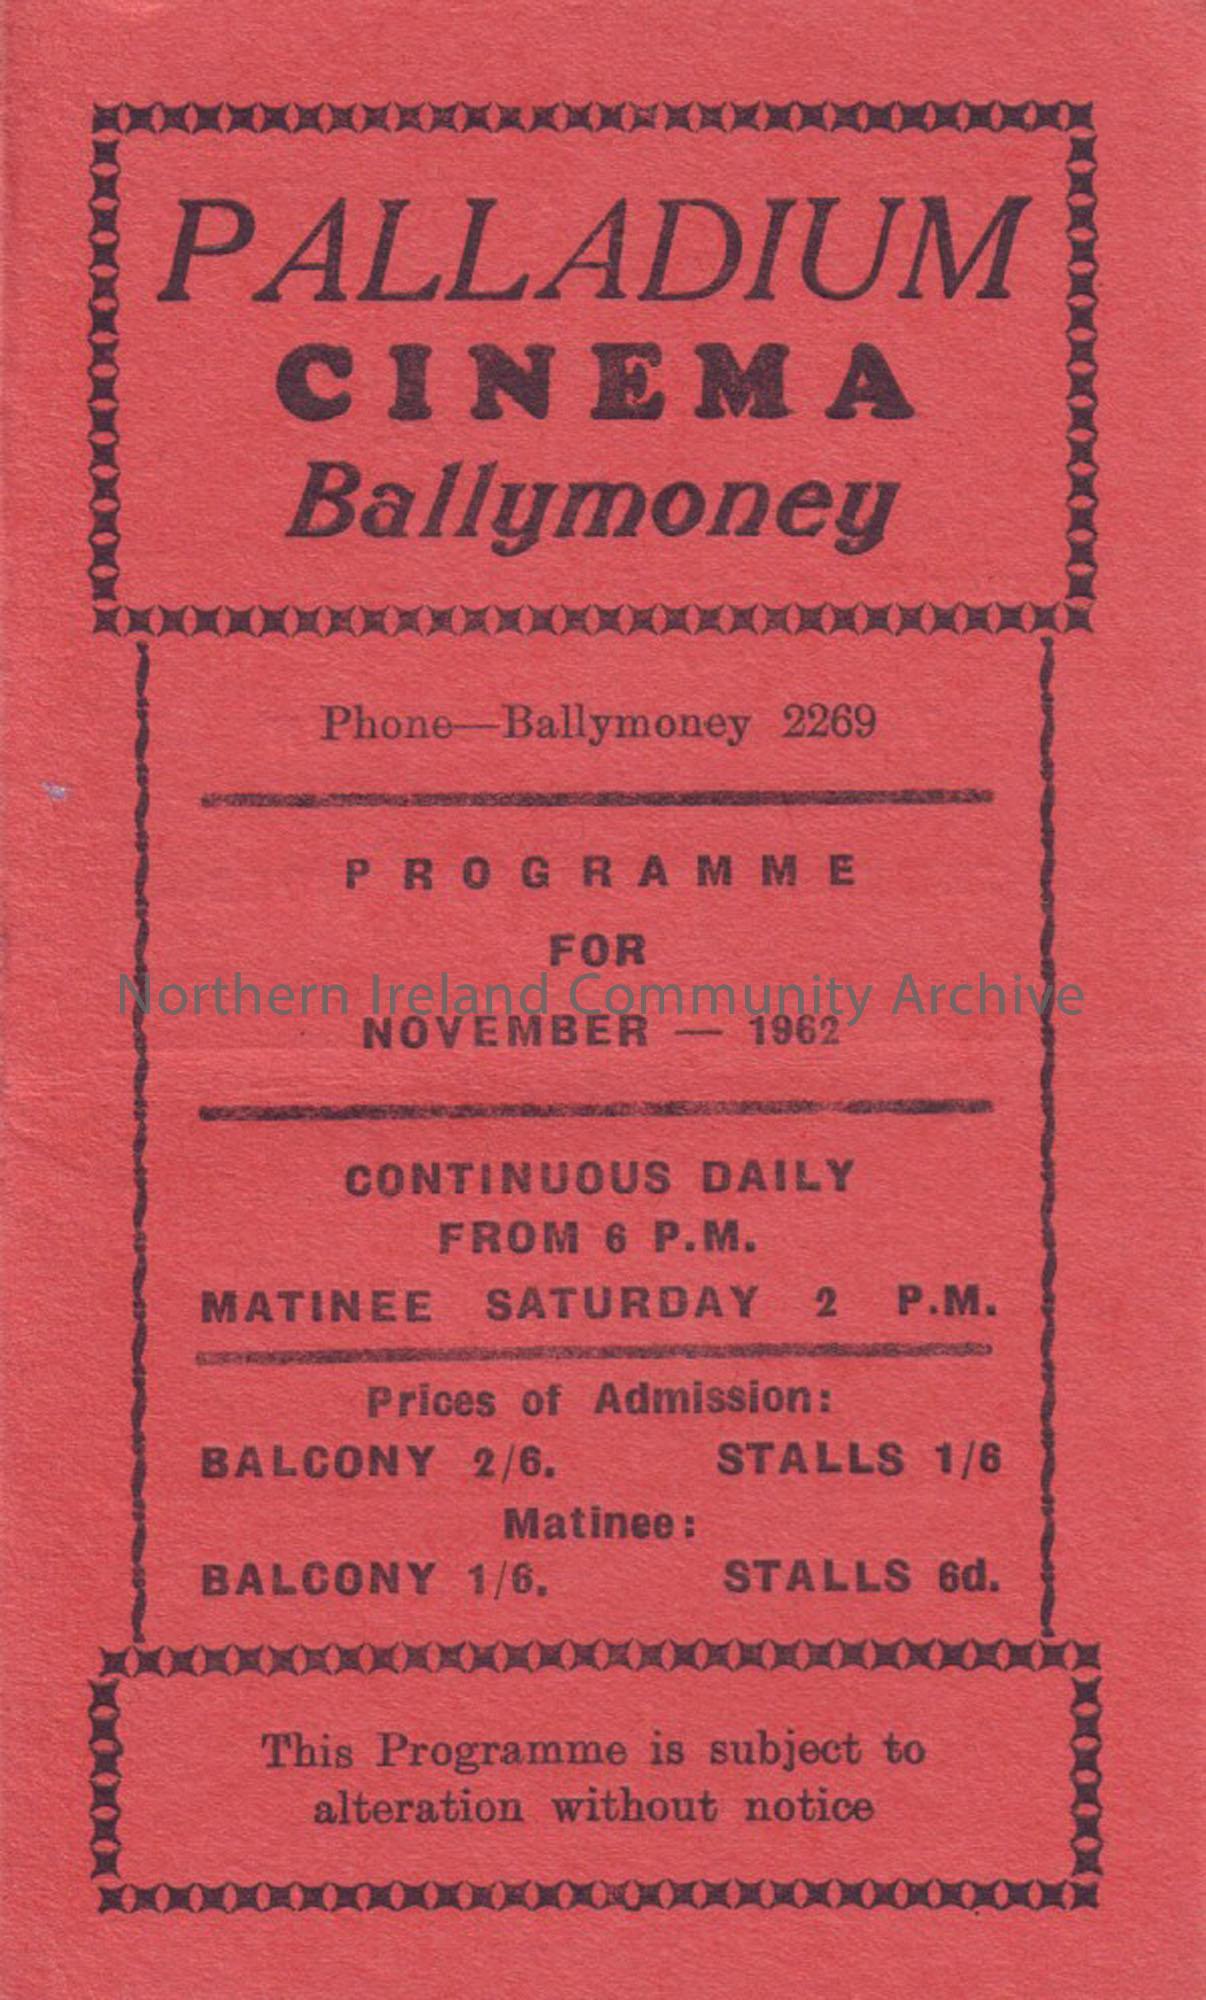 PALLADIUM
CINEMA
Ballymoney
Phone—Ballymoney 2269
PROGRAMME
FOR
Northern Ireland Community Archive
NOVEMBER — 1962
CONTINUOUS DAILY
FROM 6 P.M.
MATINEE SATURDAY 2 P.M.
Prices of Admission:
BALCONY 2/6. STALLS 1/6
Matinee:
BALCONY 1/6. STALLS 6d.
This Programme is subject to
alteration without notice